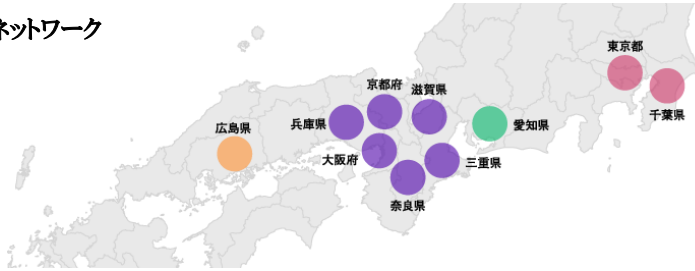 ネットワーク
東京都
京都府
滋賀県
千葉県
兵庫県
愛知県
広島県
大阪府
三重県
奈良県